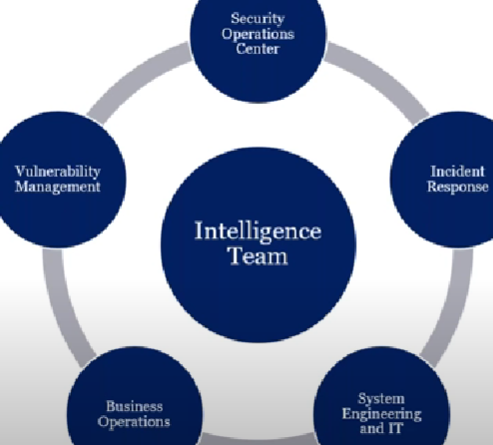 Security
Operations
Center
Vulnerability
Management
Incident
Response
Intelligence
Team
Business
Operations
System
Engineering
and IT